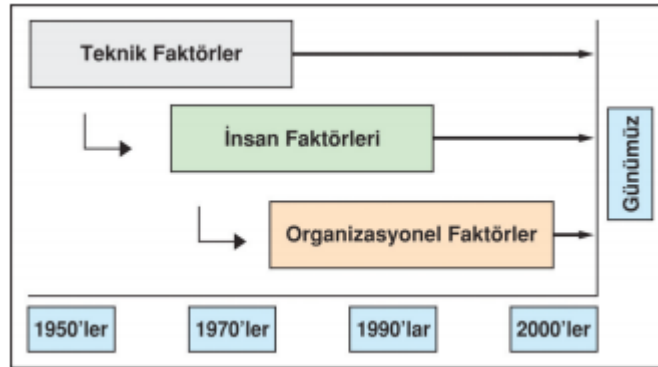 Teknik Faktörler
İnsan Faktörleri
Organizasyonel Faktörler
Günümüz
1950'ler
1970'ler
1990'lar
2000'ler